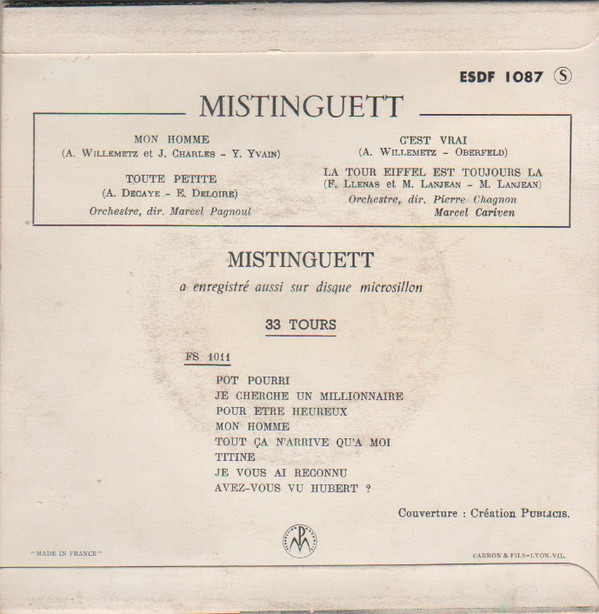 ESDF 1087 Ⓢ
MISTINGUETT
MON HOMME
(A. WILLEMETZ ET J. CHARLES - Y. YVAIN)
TOUTE PETITE
(A. DECAYE - E. DELOIRE)
Orchestre, dir. Marcel Pagnoul
C'EST VRAI
(A. WILLEMETZ - OBERFELD)
LA TOUR EIFFEL EST TOUJOURS LA
(F. LLENAS et M. LANJEAN - M. LANJEAN)
Orchestre, dir. Pierre Chagnon
Marcel Cariven
MISTINGUETT
a enregistré aussi sur disque microsillon
33 TOURS
FS 1011
POT POURRI
JE CHERCHE UN MILLIONNAIRE
POUR ETRE HEUREUX
MON HOMME
TOUT ÇA N'ARRIVE QU'A MOI
TITINE
JE VOUS AI RECONNU
AVEZ-VOUS VU HUBERT ?
Couverture : Création PUBLICIS.
"MADE IN FRANCE"
CARRON & FILS-LYON-VII.